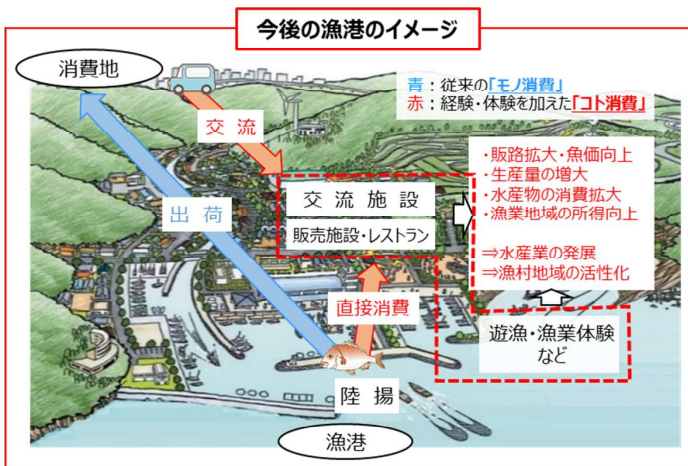 今後の漁港のイメージ
消費地
青：従来の「モノ消費」
赤：経験・体験を加えた「コト消費」
交流
・販路拡大・魚価向上
・生産量の増大
・水産物の消費拡大
・漁業地域の所得向上
⇒水産業の発展
⇒漁村地域の活性化
交流施設
出荷
販売施設・レストラン
直接消費
遊漁・漁業体験
など
陸揚
漁港